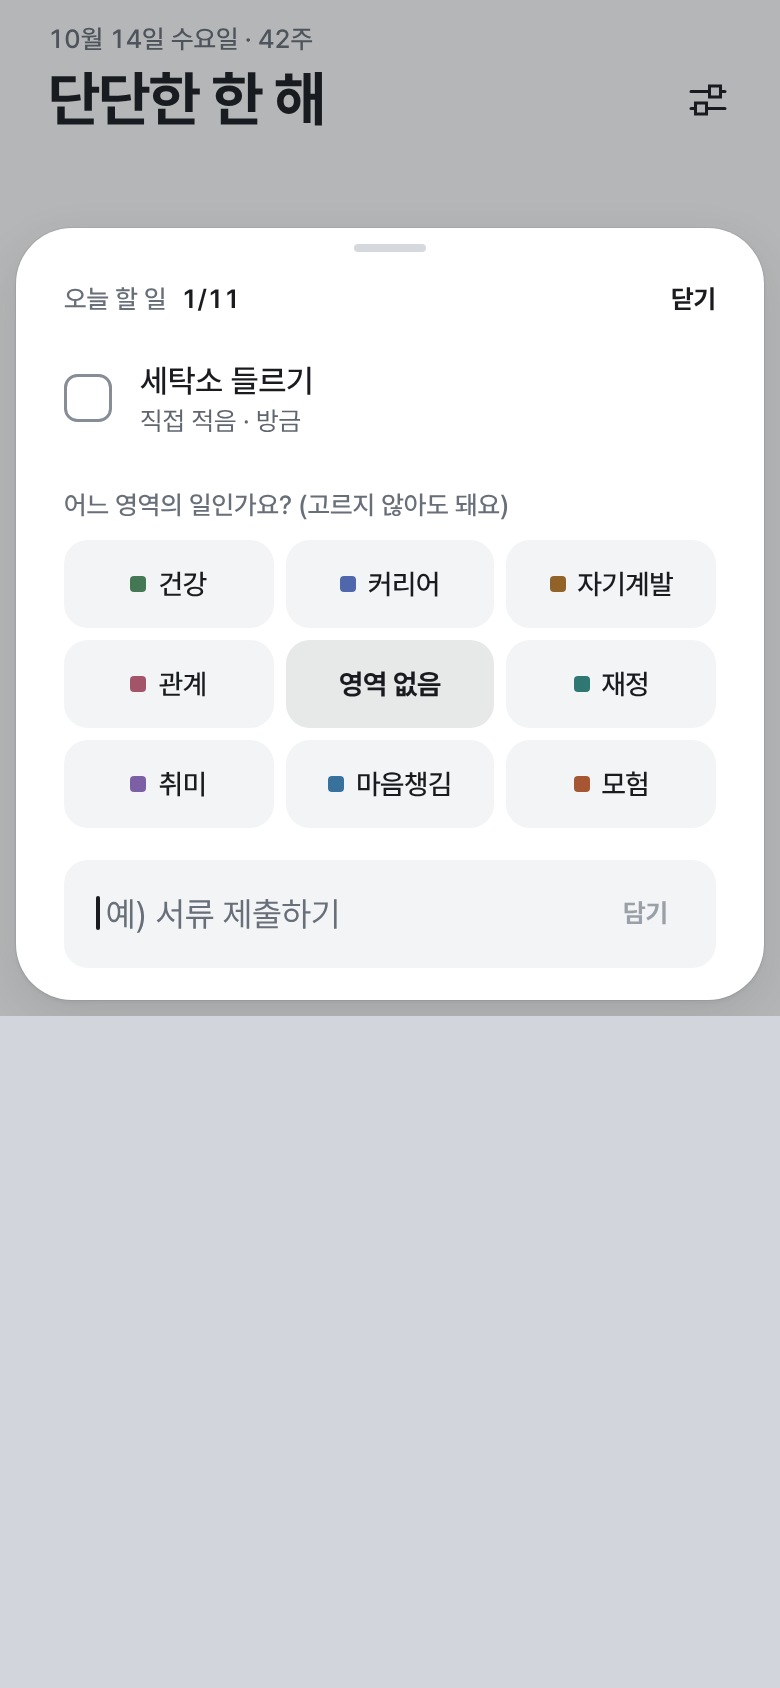 10월 14일 수요일 · 42주
단단한 한 해
오늘 할 일 1/11 닫기
세탁소 들르기
직접 적음 · 방금
어느 영역의 일인가요? (고르지 않아도 돼요)
건강 커리어 자기계발
관계 영역 없음 재정
취미 마음챙김 모험
예) 서류 제출하기 담기